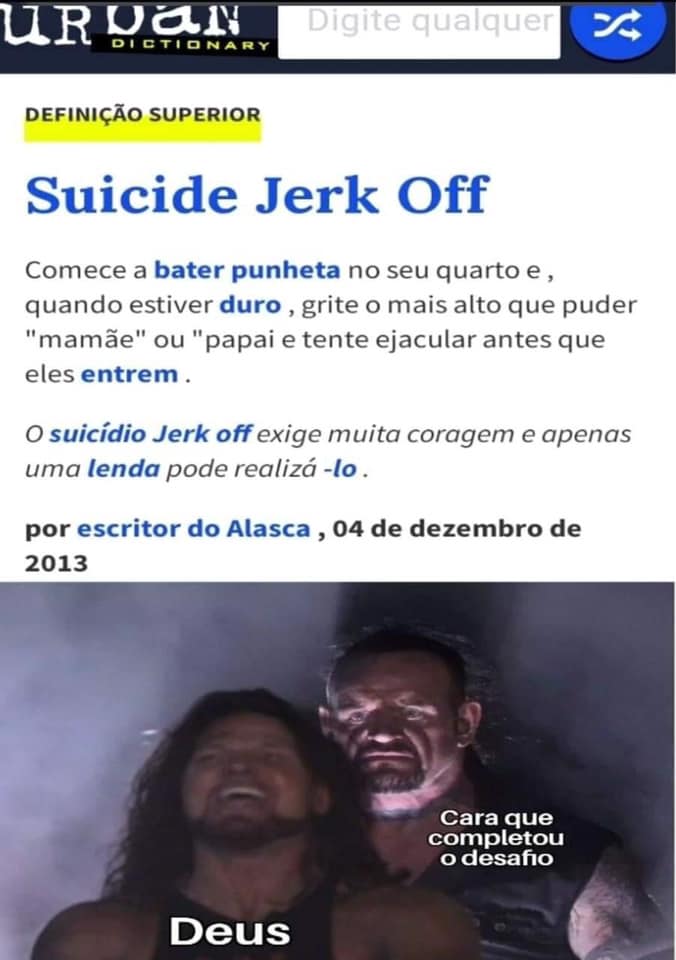 URBAN
DICTIONARY
Digite qualquer
DEFINIÇÃO SUPERIOR
Suicide Jerk Off
Comece a bater punheta no seu quarto e ,
quando estiver duro , grite o mais alto que puder
"mamãe" ou "papai e tente ejacular antes que
eles entrem .
O suicídio Jerk off exige muita coragem e apenas
uma lenda pode realizá -lo .
por escritor do Alasca , 04 de dezembro de
2013
Cara que
completou
o desafio
Deus